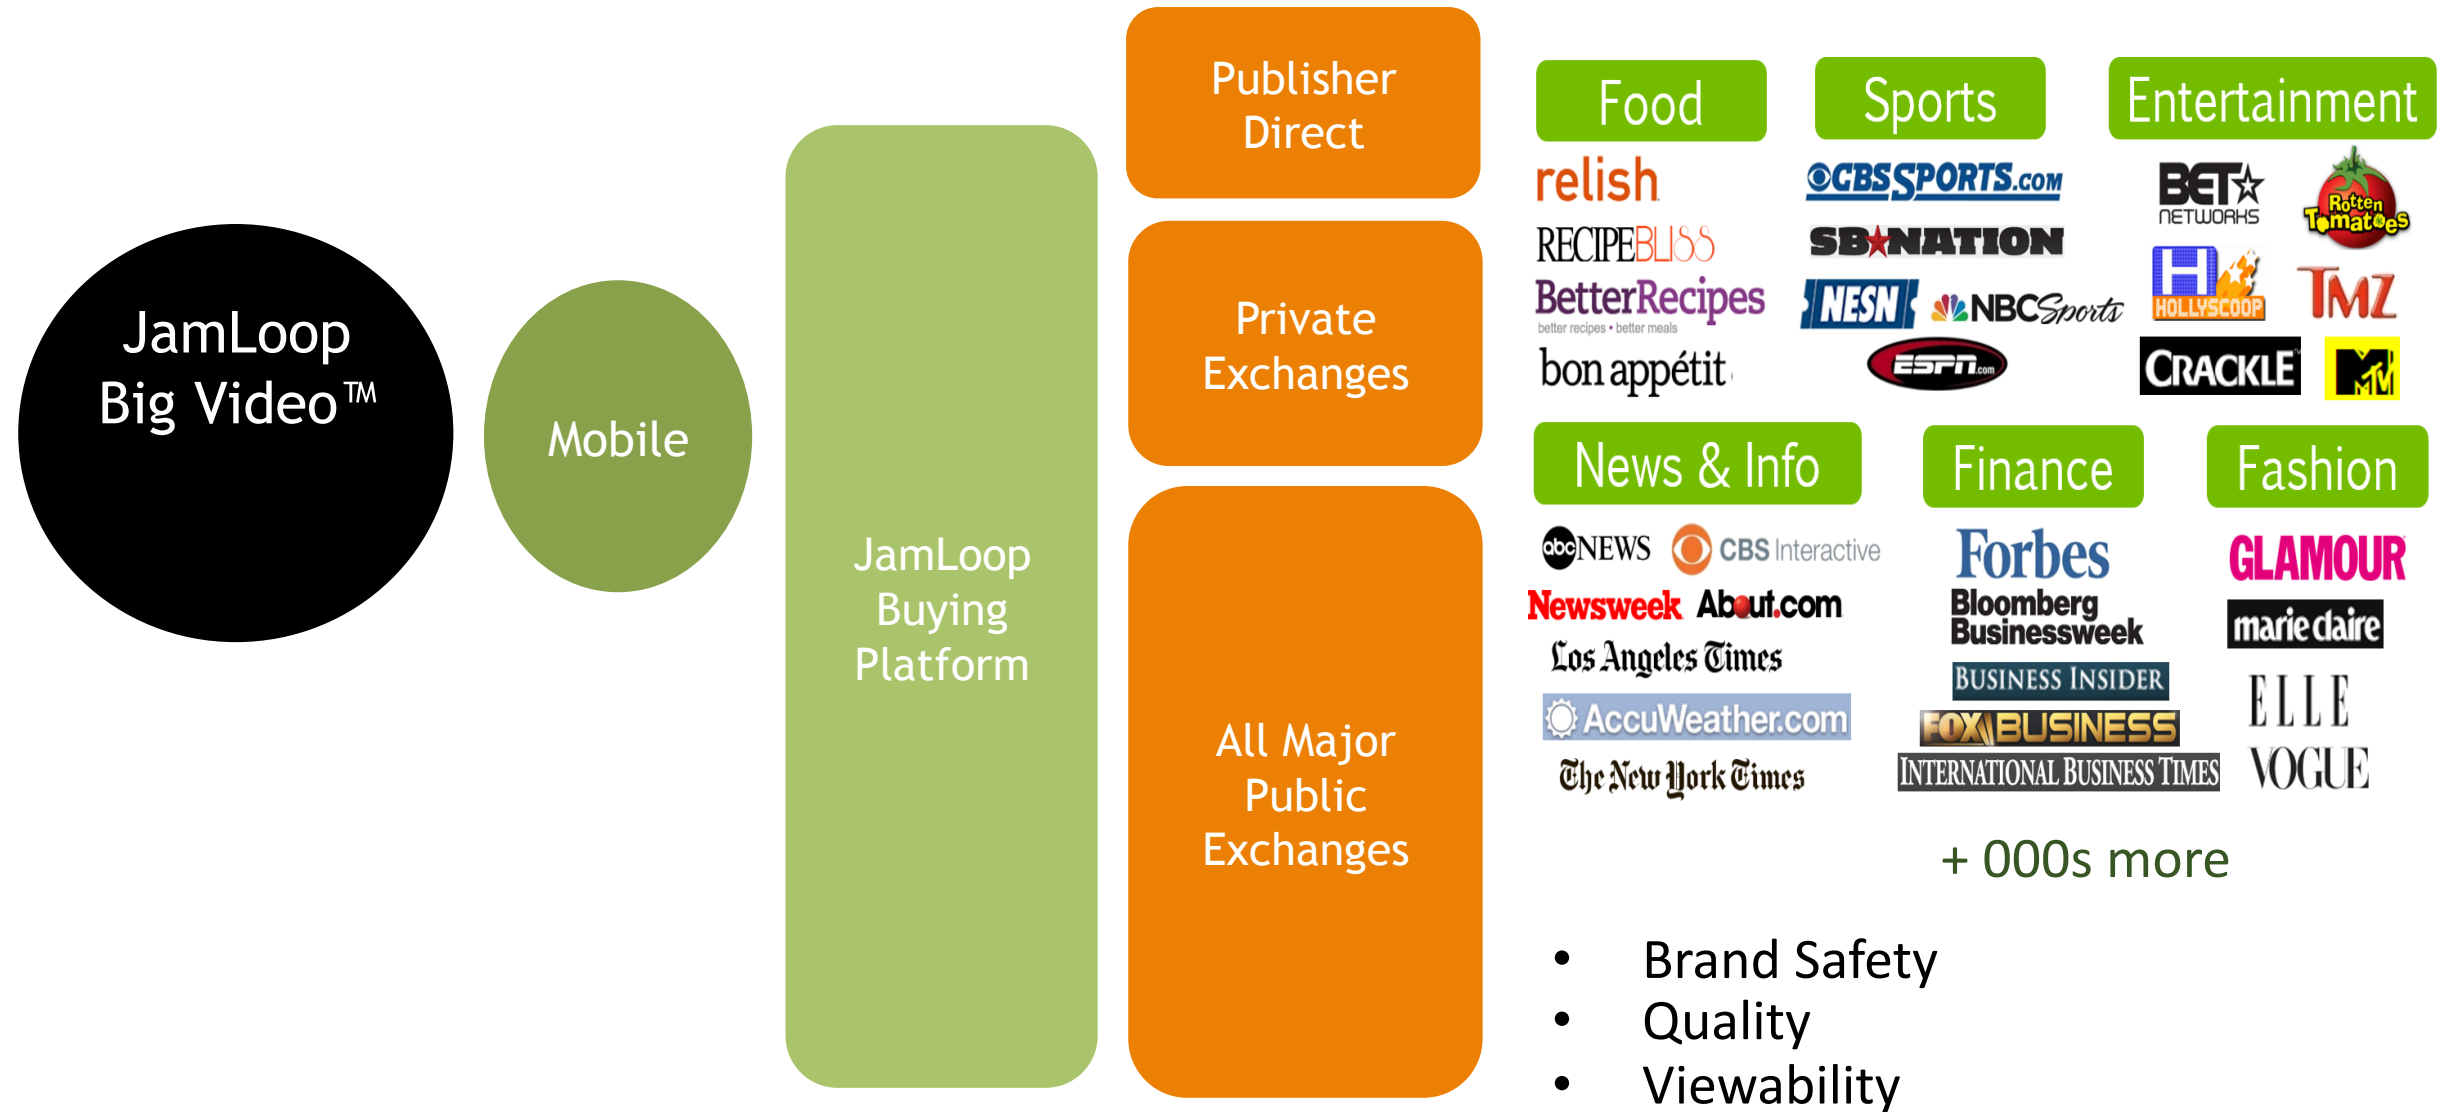 JamLoop
Big Video™
Mobile
JamLoop
Buying
Platform
Publisher
Direct
Private
Exchanges
All Major
Public
Exchanges
Food
relish
RECIPEBLISS
BetterRecipes
better recipes • better meals
bon appétit
Sports
CBSSPORTS.COM
SB★NATION
NESN
NBCSports
ESPN.com
Entertainment
BET★
NETWORKS
Rotten
Tomatoes
H
HOLLYSCOOP
TMZ
CRACKLE
MTV
News & Info
abc NEWS
CBS Interactive
Newsweek
About.com
Los Angeles Times
AccuWeather.com
The New York Times
Finance
Forbes
Bloomberg
Businessweek
BUSINESS INSIDER
FOX BUSINESS
INTERNATIONAL BUSINESS TIMES
Fashion
GLAMOUR
marie claire
ELLE
VOGUE
+ 000s more
• Brand Safety
• Quality
• Viewability